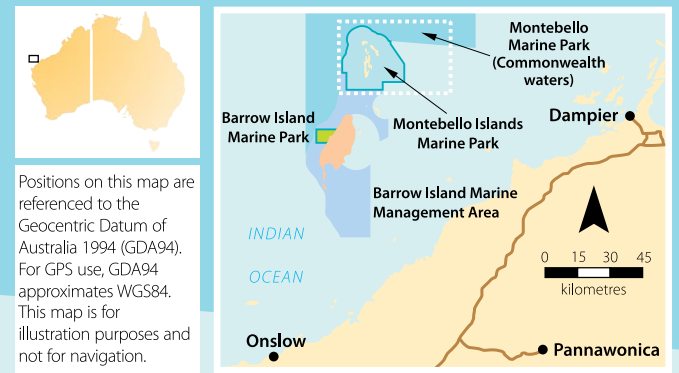 Positions on this map are
referenced to the
Geocentric Datum of
Australia 1994 (GDA94).
For GPS use, GDA94
approximates WGS84.
This map is for
illustration purposes and
not for navigation.
Montebello
Marine Park
(Commonwealth
waters)
Barrow Island
Marine Park
Montebello Islands
Marine Park
Dampier
Barrow Island Marine
Management Area
INDIAN
OCEAN
0 15 30 45
kilometres
Onslow
Pannawonica